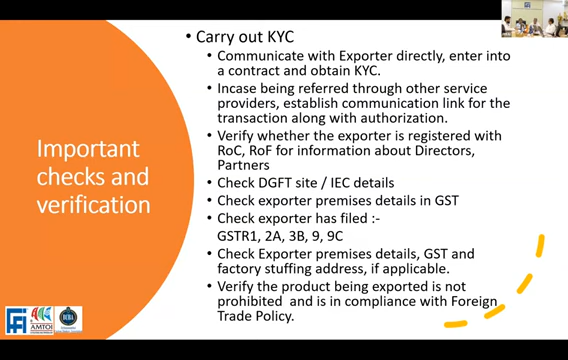 Important
checks and
verification
• Carry out KYC
• Communicate with Exporter directly, enter into
a contract and obtain KYC.
• Incase being referred through other service
providers, establish communication link for the
transaction along with authorization.
• Verify whether the exporter is registered with
RoC, RoF for information about Directors,
Partners
• Check DGFT site / IEC details
• Check exporter premises details in GST
• Check exporter has filed :-
GSTR1, 2A, 3B, 9, 9C
• Check Exporter premises details, GST and
factory stuffing address, if applicable.
• Verify the product being exported is not
prohibited and is in compliance with Foreign
Trade Policy.
AMTOI